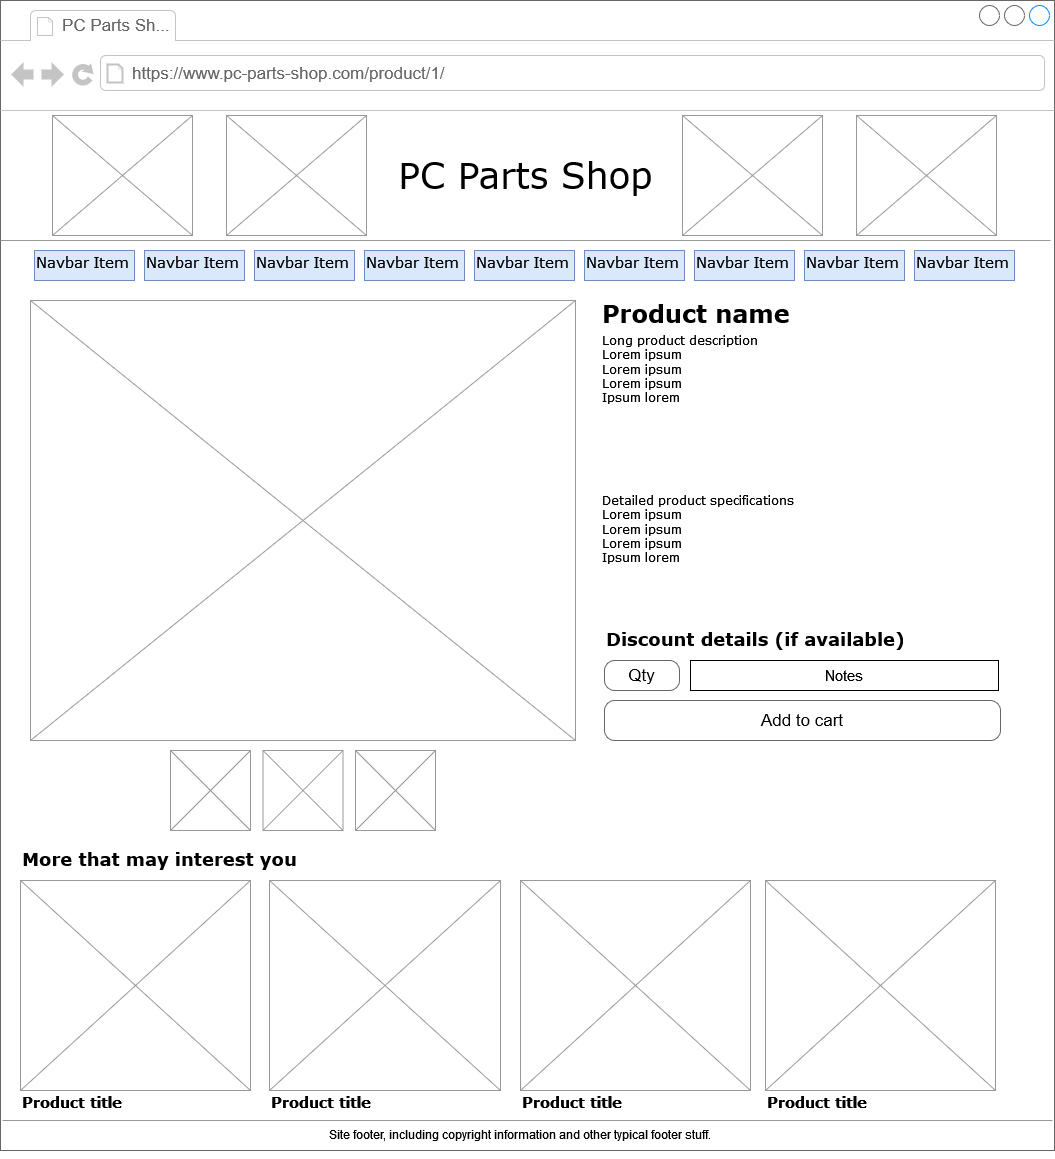 PC Parts Sh...
https://www.pc-parts-shop.com/product/1/
PC Parts Shop
Navbar Item Navbar Item Navbar Item Navbar Item Navbar Item Navbar Item Navbar Item Navbar Item Navbar Item
Product name
Long product description
Lorem ipsum
Lorem ipsum
Lorem ipsum
Ipsum lorem
Detailed product specifications
Lorem ipsum
Lorem ipsum
Lorem ipsum
Ipsum lorem
Discount details (if available)
Qty Notes
Add to cart
More that may interest you
Product title Product title Product title Product title
Site footer, including copyright information and other typical footer stuff.